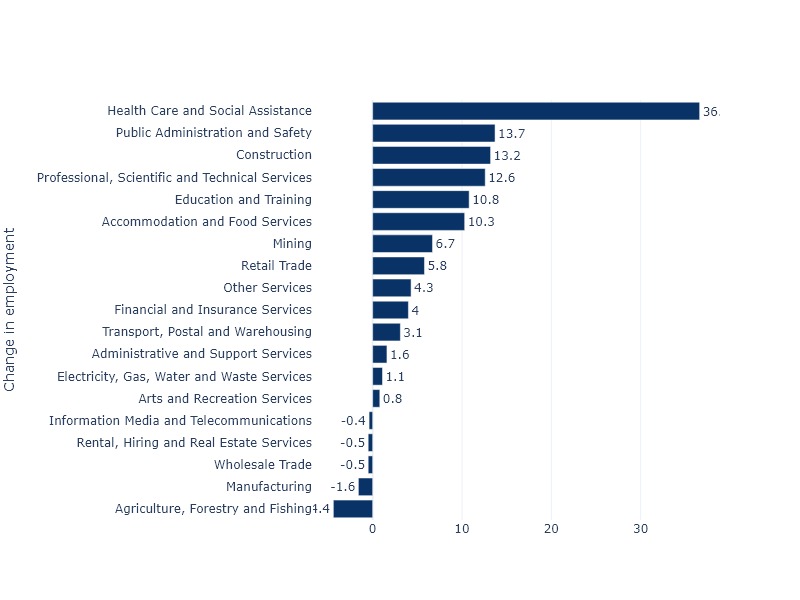 Health Care and Social Assistance 36.
Public Administration and Safety 13.7
Construction 13.2
Professional, Scientific and Technical Services 12.6
Education and Training 10.8
Accommodation and Food Services 10.3
Mining 6.7
Retail Trade 5.8
Other Services 4.3
Financial and Insurance Services 4
Transport, Postal and Warehousing 3.1
Administrative and Support Services 1.6
Electricity, Gas, Water and Waste Services 1.1
Arts and Recreation Services 0.8
Information Media and Telecommunications -0.4
Rental, Hiring and Real Estate Services -0.5
Wholesale Trade -0.5
Manufacturing -1.6
Agriculture, Forestry and Fishing 4.4
0 10 20 30
Change in employment